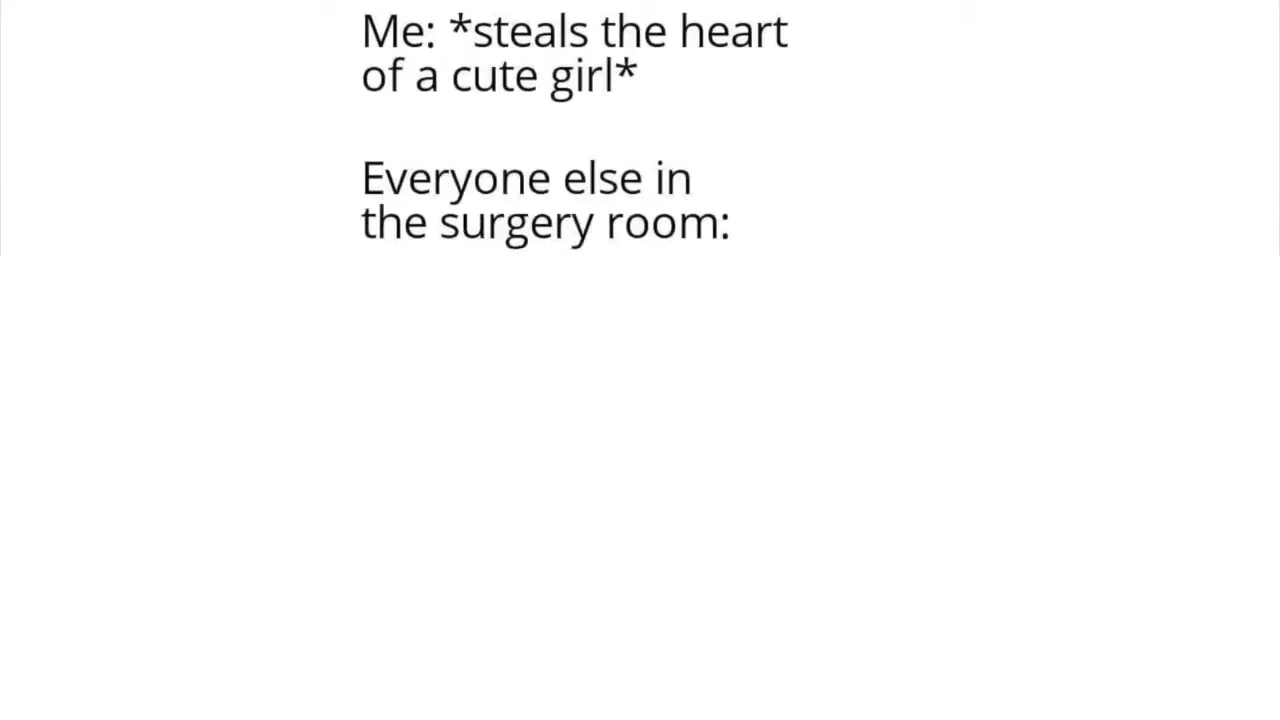 Me: *steals the heart
of a cute girl*
Everyone else in
the surgery room: